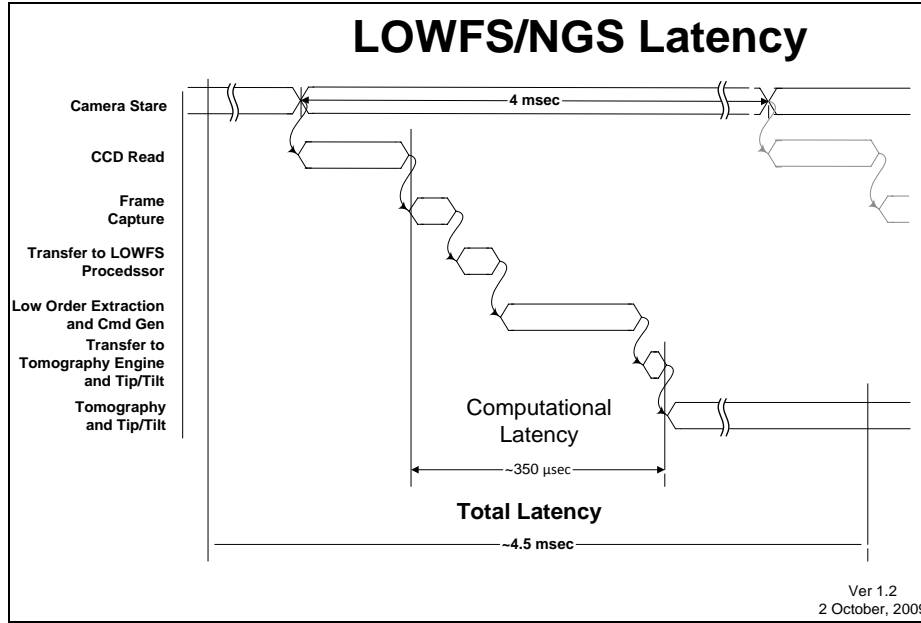 LOWFS/NGS Latency
Camera Stare
4 msec
CCD Read
Frame
Capture
Transfer to LOWFS
Procedssor
Low Order Extraction
and Cmd Gen
Transfer to
Tomography Engine
and Tip/Tilt
Tomography
and Tip/Tilt
Computational
Latency
~350 μsec
Total Latency
~4.5 msec
Ver 1.2
2 October, 2009